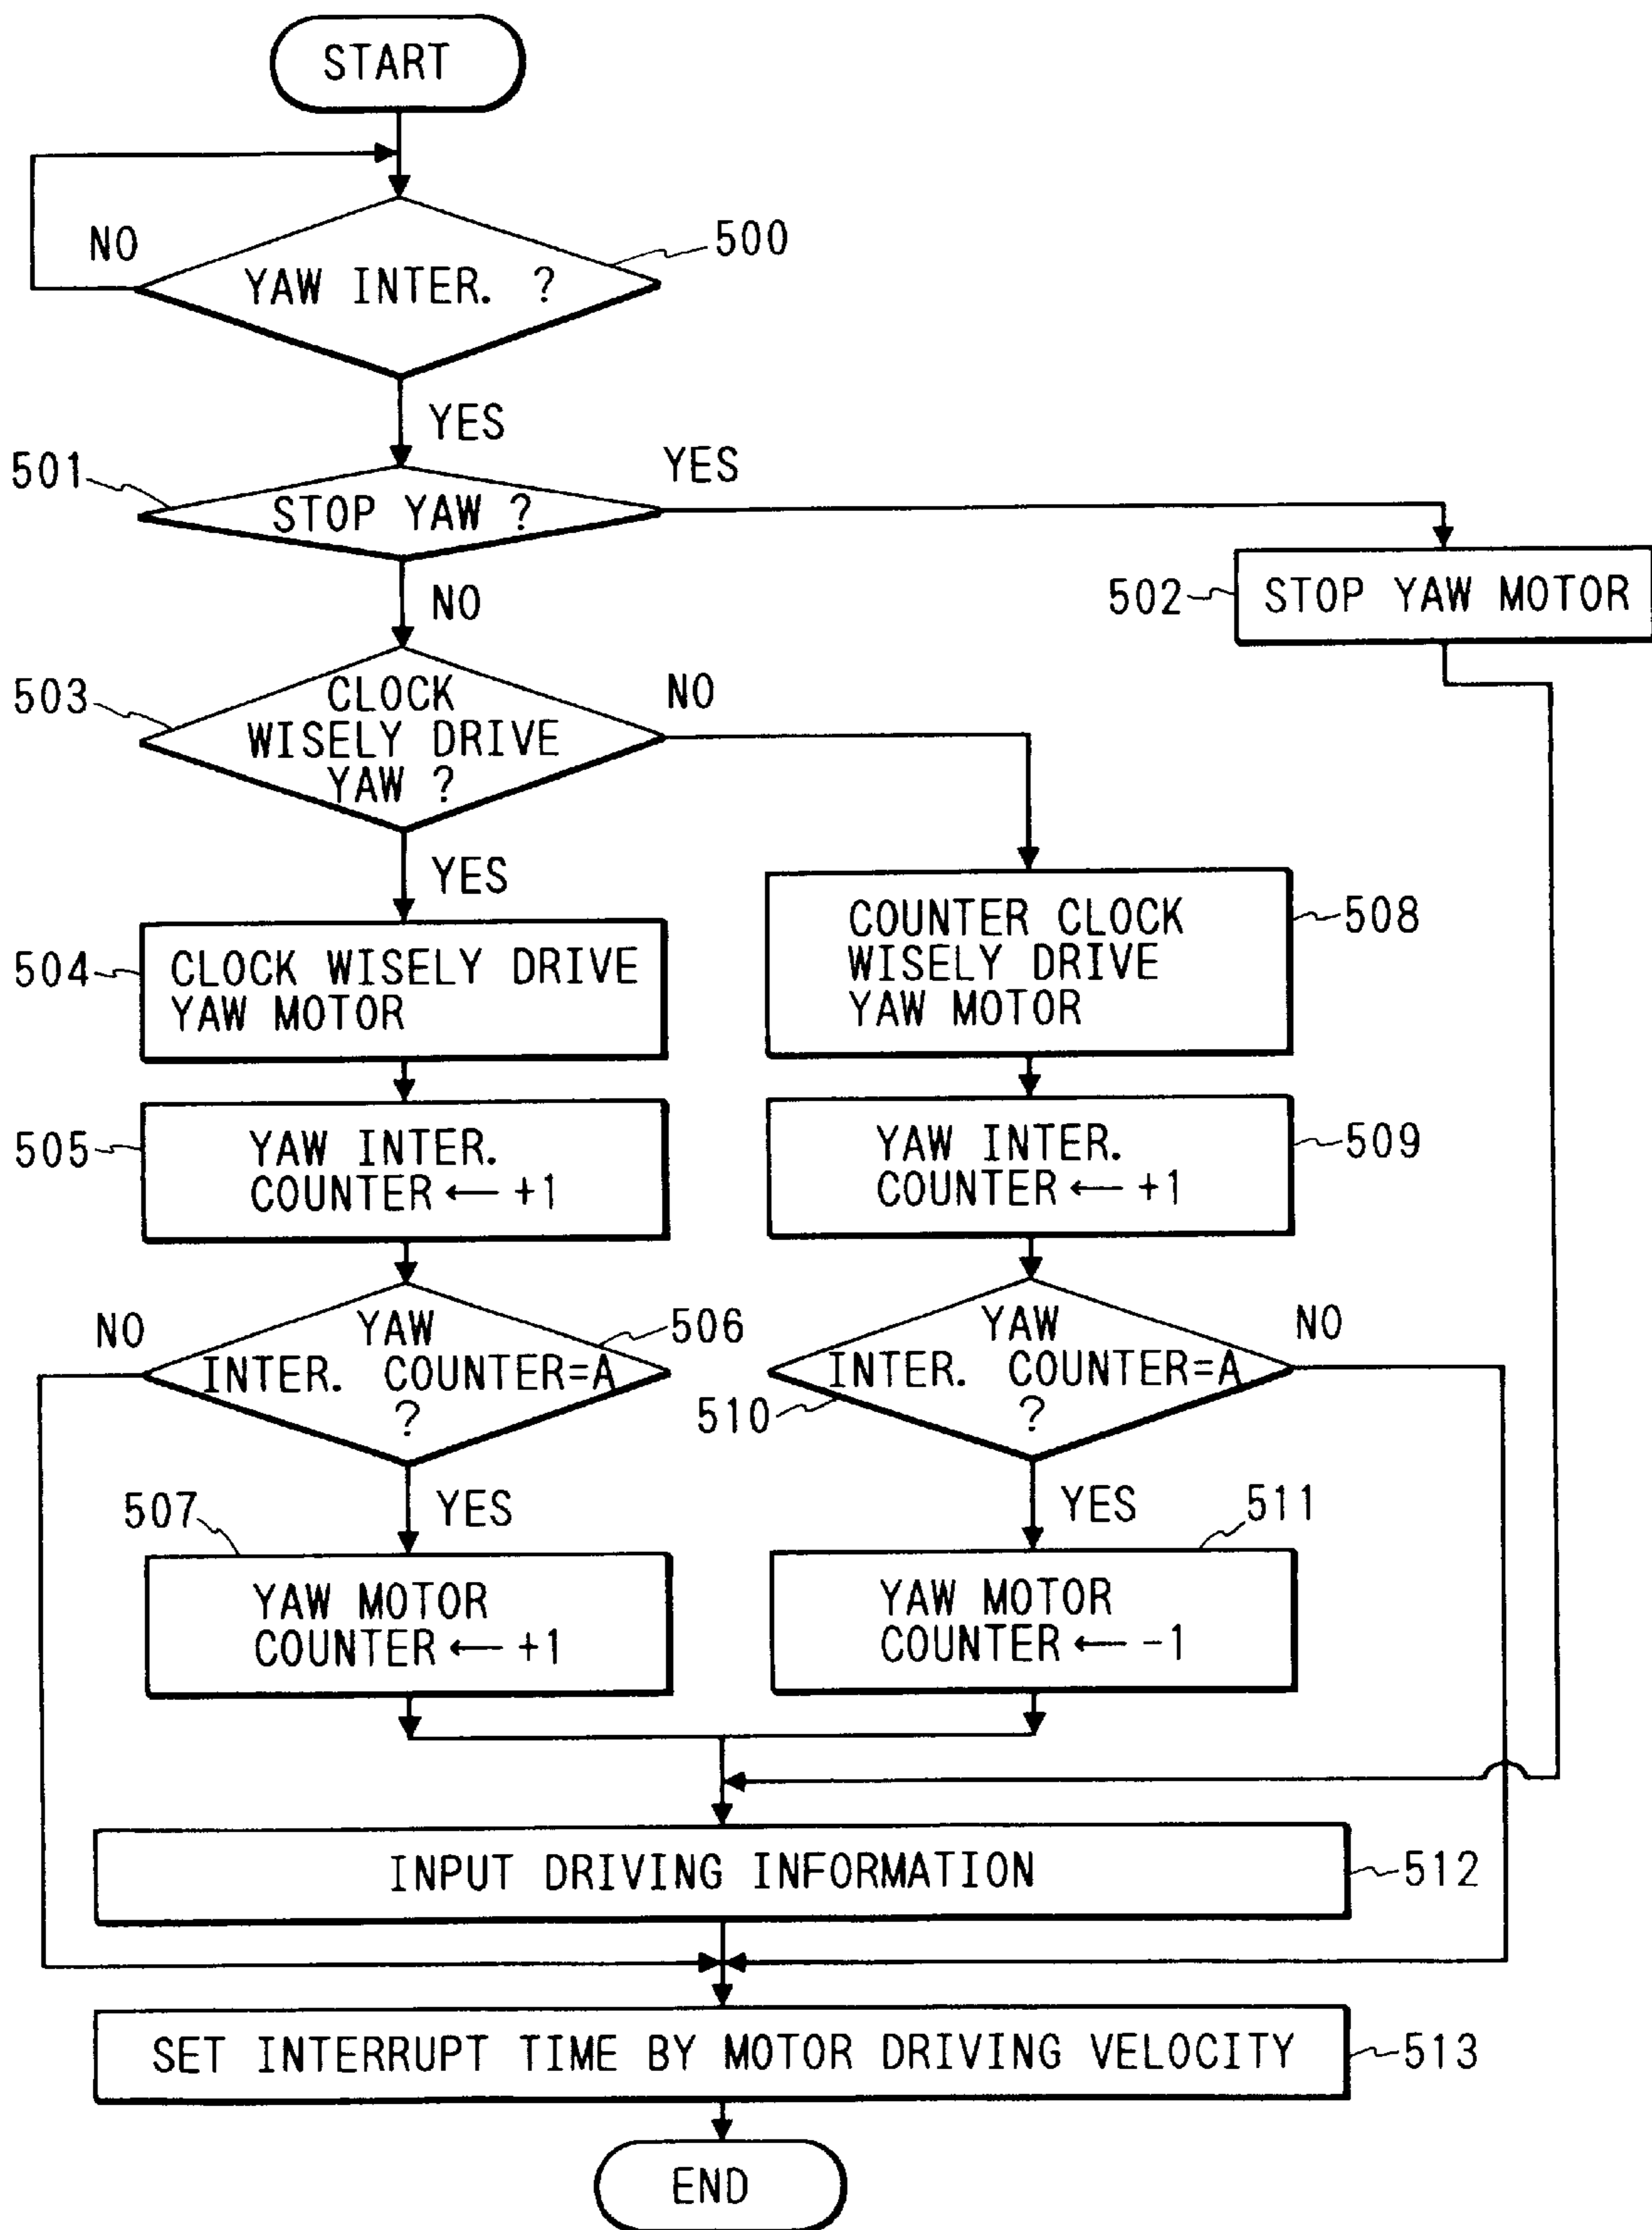 START
NO
500
YAW INTER. ?
YES
501
YES
STOP YAW ?
NO
502
STOP YAW MOTOR
503
CLOCK
WISELY DRIVE
YAW ?
NO
YES
504
CLOCK WISELY DRIVE
YAW MOTOR
COUNTER CLOCK
WISELY DRIVE
YAW MOTOR
508
505
YAW INTER.
COUNTER ← +1
YAW INTER.
COUNTER ← +1
509
NO
YAW
INTER. COUNTER=A
?
506
YAW
INTER. COUNTER=A
?
NO
510
YES
YES
507
YAW MOTOR
COUNTER ← +1
511
YAW MOTOR
COUNTER ← -1
INPUT DRIVING INFORMATION
512
SET INTERRUPT TIME BY MOTOR DRIVING VELOCITY
513
END